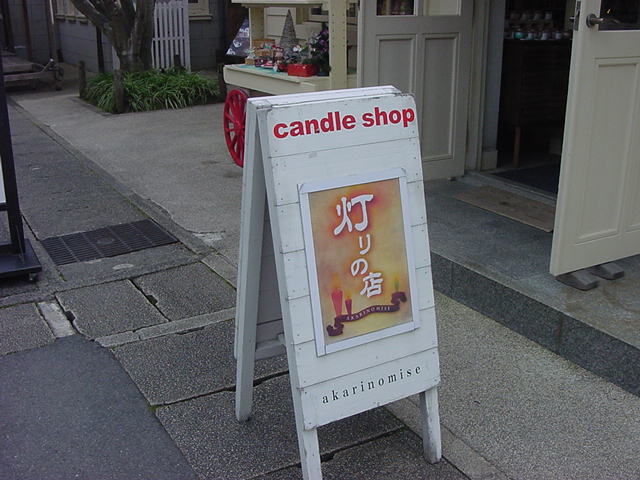 candle shop
灯りの店
AKARINOMISE
akarinomise